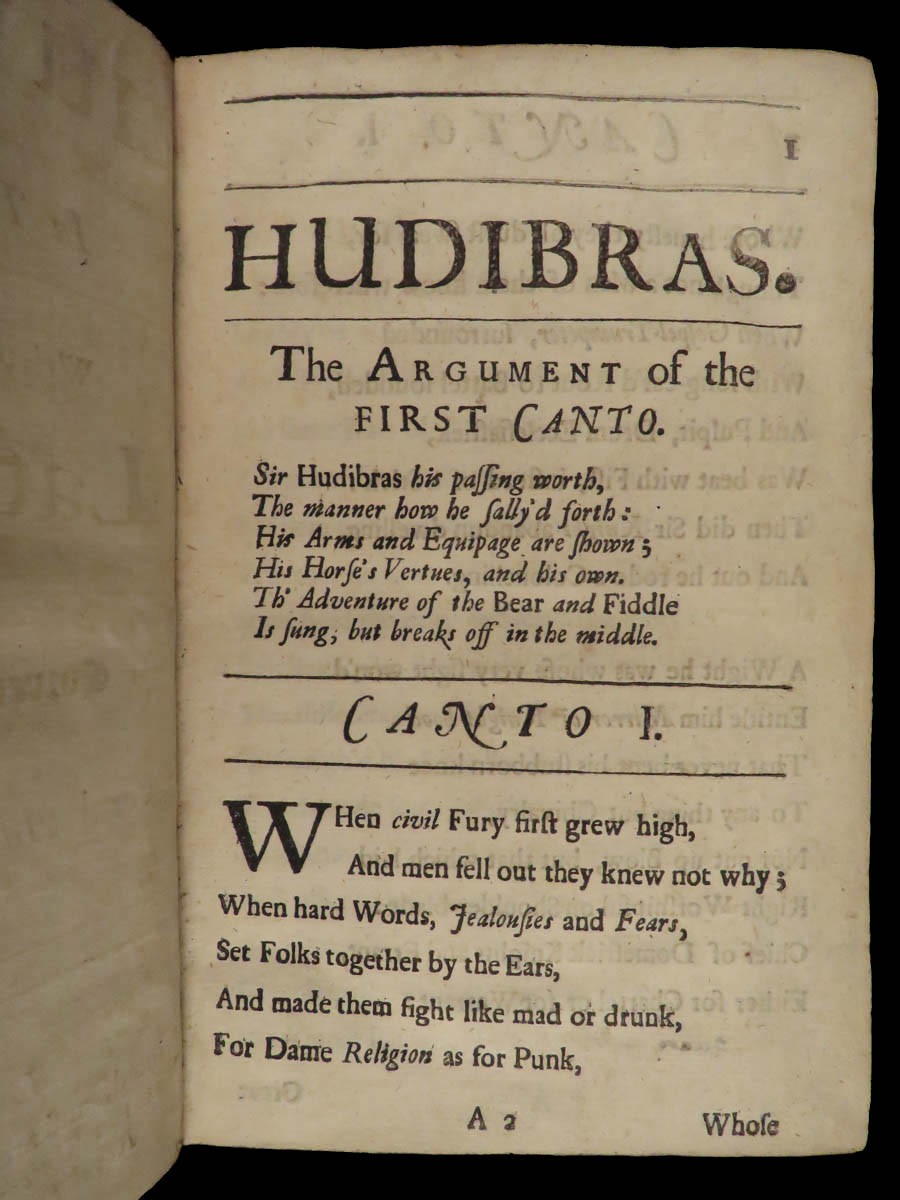 1
HUDIBRAS.
The ARGUMENT of the
FIRST CANTO.
Sir Hudibras his paſſing worth,
The manner how he ſally'd forth:
His Arms and Equipage are ſhown;
His Horſe's Vertues, and his own.
Th' Adventure of the Bear and Fiddle
Is ſung, but breaks off in the middle.
CANTO I.
WHen civil Fury firſt grew high,
And men fell out they knew not why;
When hard Words, Jealouſies and Fears,
Set Folks together by the Ears,
And made them fight like mad or drunk,
For Dame Religion as for Punk,
A 2 Whoſe